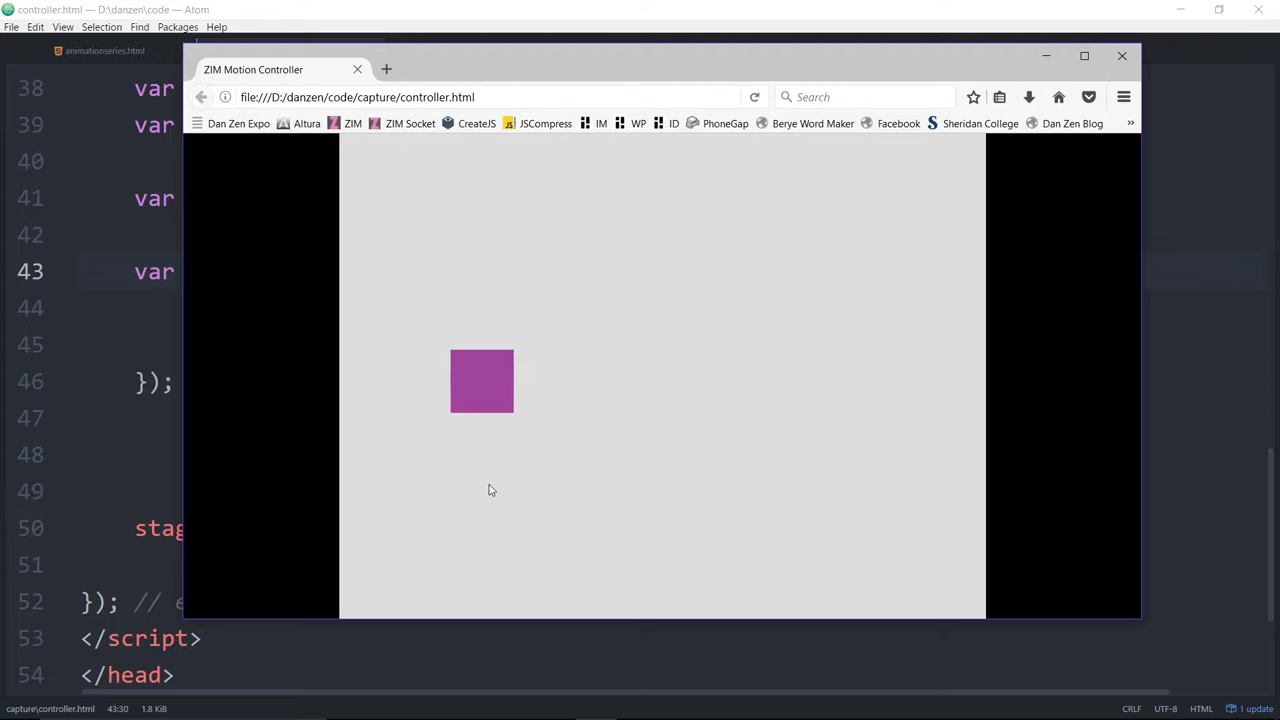 controller.html — D:\danzen\code — Atom
File Edit View Selection Find Packages Help
animationseries.html
ZIM Motion Controller
file:///D:/danzen/code/capture/controller.html
Search
Dan Zen Expo Altura ZIM ZIM Socket CreateJS JSCompress IM WP ID PhoneGap Berye Word Maker Facebook Sheridan College Dan Zen Blog »
38 var
39 var
40
41 var
42
43 var
44
45
46 });
47
48
49
50 stag
51
52 }); // e
53 </script>
54 </head>
capture\controller.html 43:30 1.8 KiB CRLF UTF-8 HTML 1 update